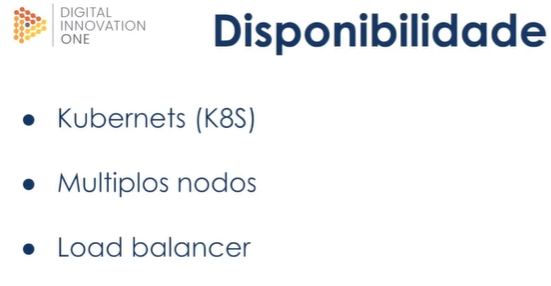 DIGITAL
INNOVATION
ONE
Disponibilidade
Kubernets (K8S)
Multiplos nodos
Load balancer